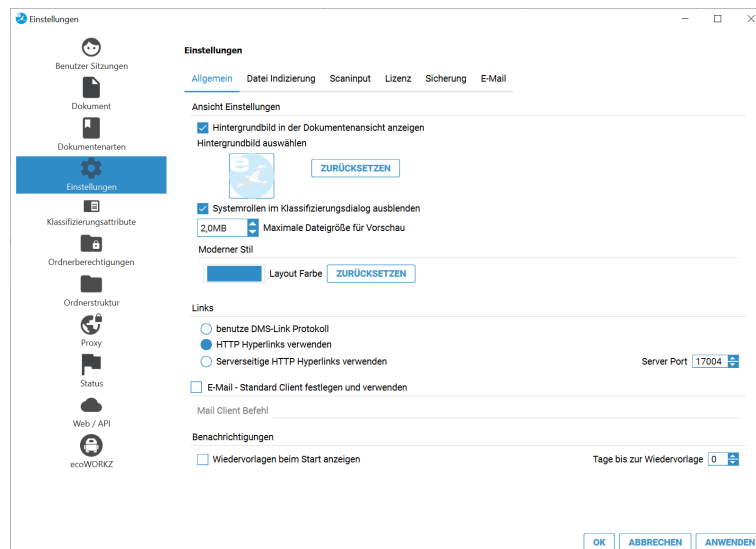 Einstellungen
Benutzer Sitzungen
Dokument
Dokumentenarten
Einstellungen
Klassifizierungsattribute
Ordnerberechtigungen
Ordnerstruktur
Proxy
Status
Web / API
ecoWORKZ
Einstellungen
Allgemein Datei Indizierung Scaninput Lizenz Sicherung E-Mail
Ansicht Einstellungen
Hintergrundbild in der Dokumentenansicht anzeigen
Hintergrundbild auswählen
e
ZURÜCKSETZEN
Systemrollen im Klassifizierungsdialog ausblenden
2,0MB Maximale Dateigröße für Vorschau
Moderner Stil
Layout Farbe ZURÜCKSETZEN
Links
benutze DMS-Link Protokoll
HTTP Hyperlinks verwenden
Serverseitige HTTP Hyperlinks verwenden Server Port 17004
E-Mail - Standard Client festlegen und verwenden
Mail Client Befehl
Benachrichtigungen
Wiedervorlagen beim Start anzeigen Tage bis zur Wiedervorlage 0
OK ABBRECHEN ANWENDEN